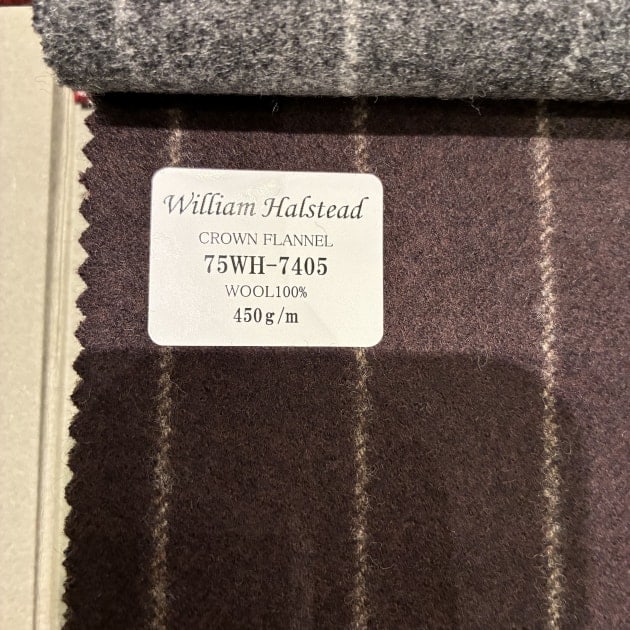 William Halstead
CROWN FLANNEL
75WH-7405
WOOL100%
450g/m